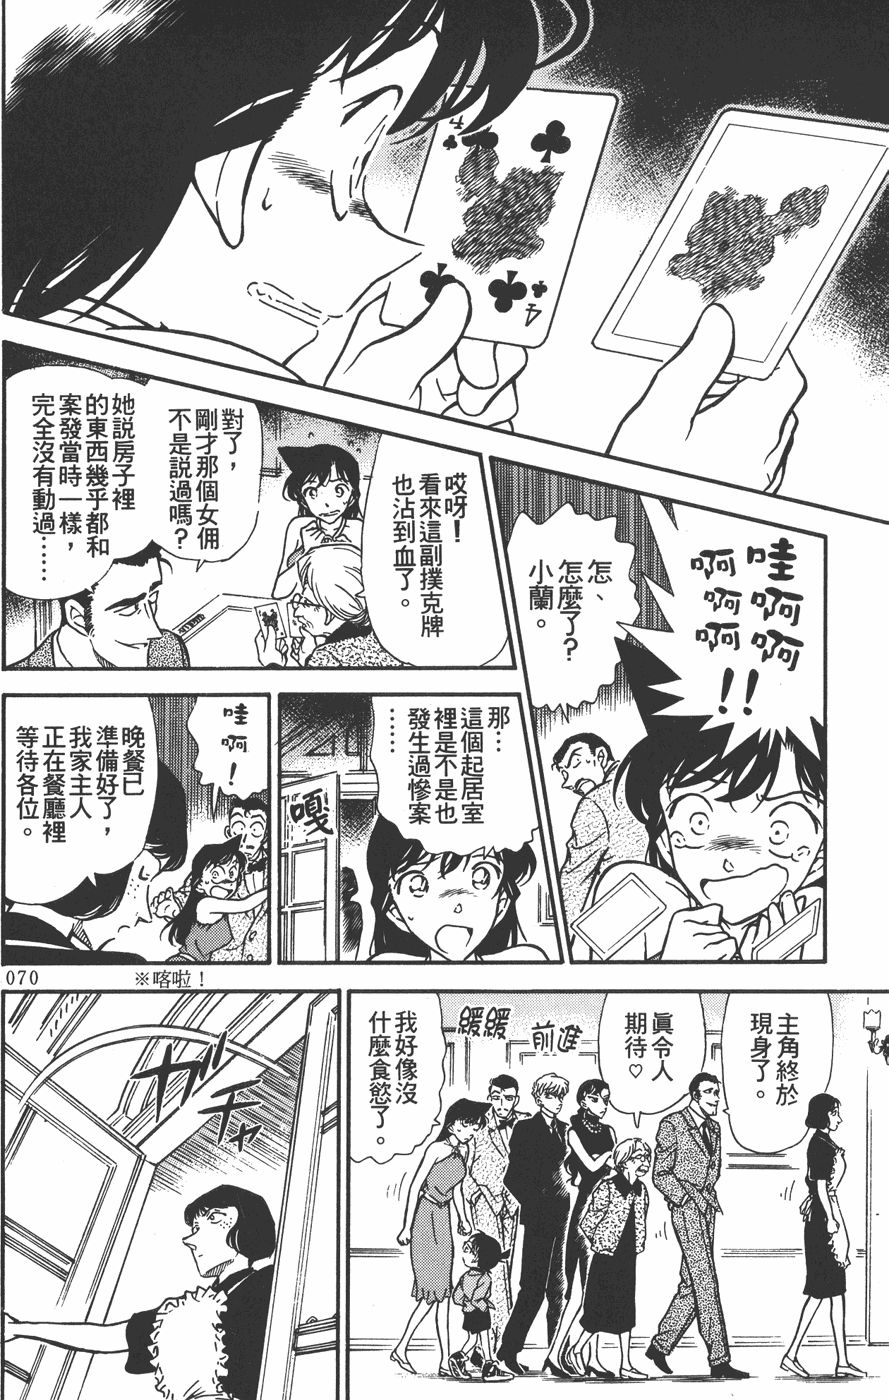 4
4
哇啊啊
啊啊啊
!!
怎、
怎麼了?
小蘭。
哎呀!
看來這副撲克牌
也沾到血了。
對了,
剛才那個女佣
不是說過嗎?
她說房子裡
的東西幾乎都和
案發當時一樣,
完全沒有動過……
那…
這個起居室
裡是不是也
發生過慘案
……
嘎
哇啊!
晚餐已
準備好了,
我家主人
正在餐廳裡
等待各位。
070
※喀啦!
主角終於
現身了。
眞令人
期待♡
前進
緩緩
我好像沒
什麼食慾了。
ガチャ